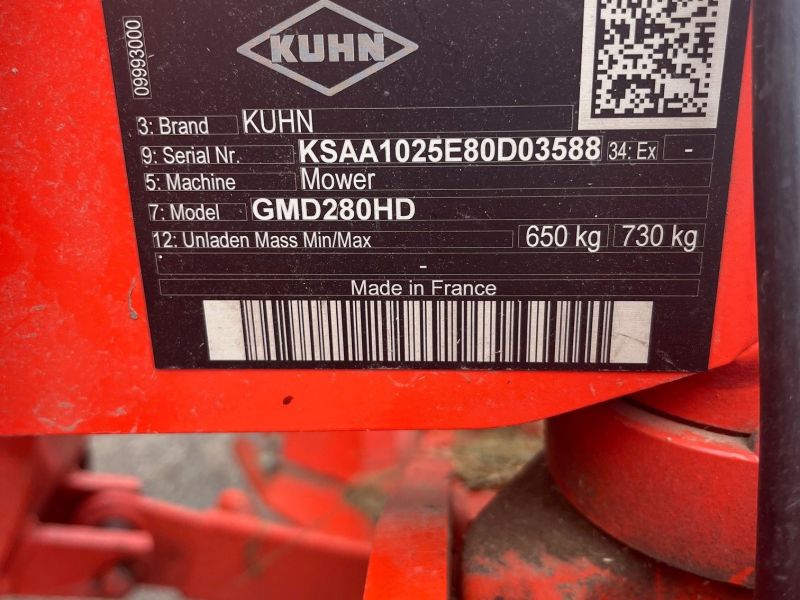 KUHN
09993000
3: Brand KUHN
9: Serial Nr. KSAA1025E80D03588 34: Ex -
5: Machine Mower
7: Model GMD280HD
12: Unladen Mass Min/Max 650 kg 730 kg
-
Made in France